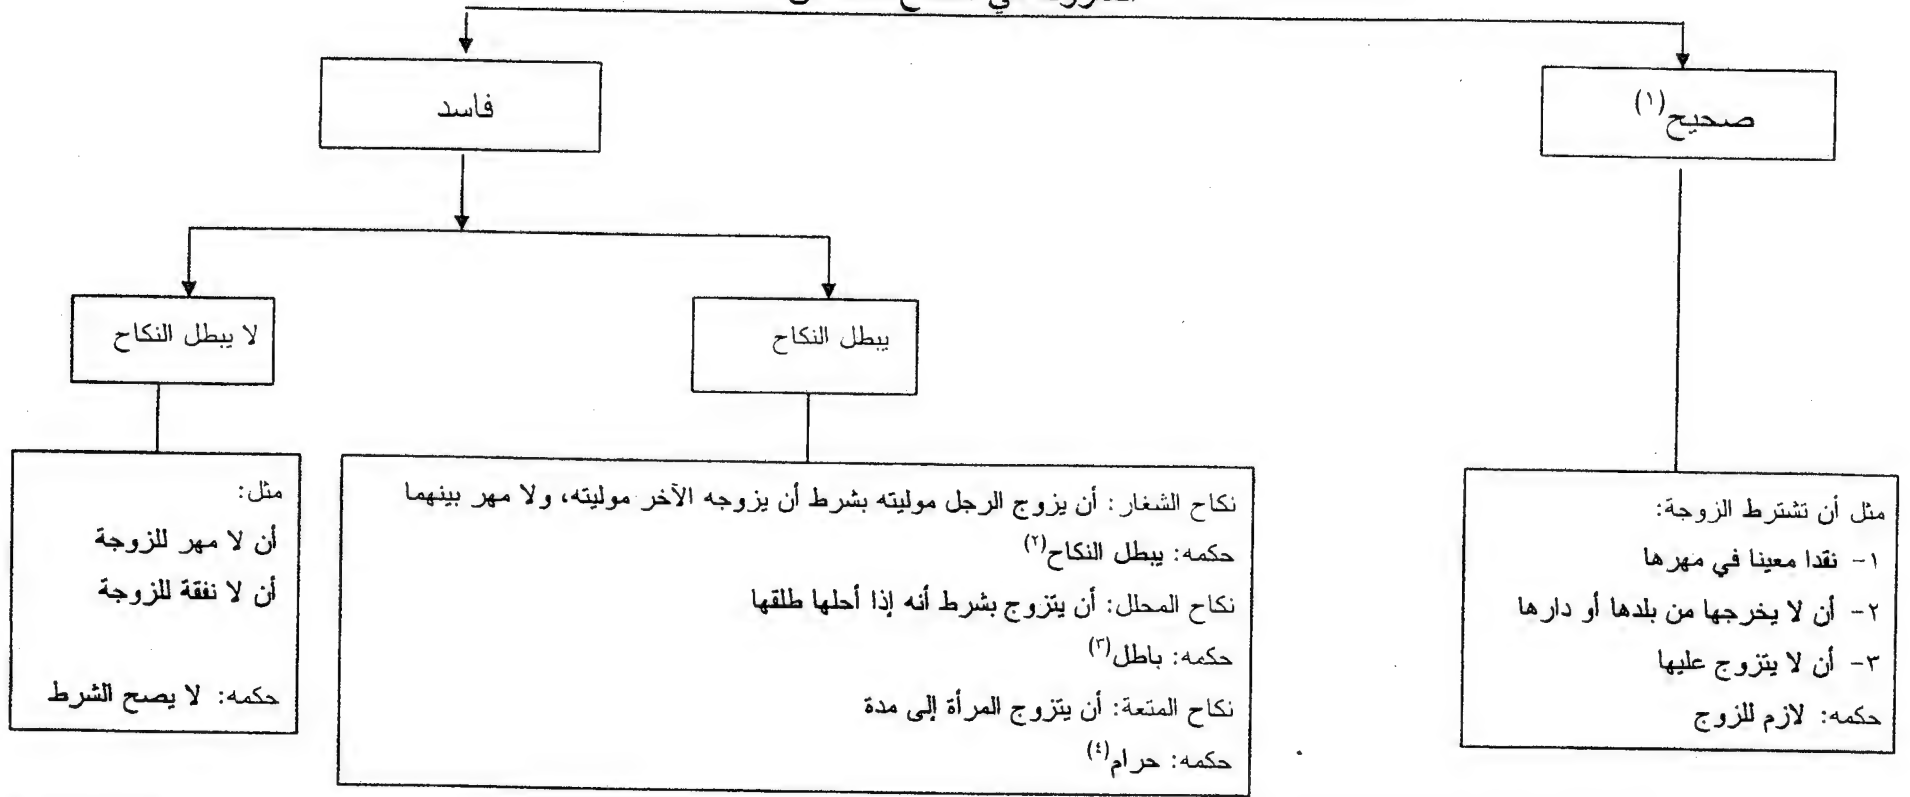 صحيح (١)
فاسد
يبطل النكاح
لا يبطل النكاح
مثل أن تشترط الزوجة:
١- نقدا معينا في مهرها
٢- أن لا يخرجها من بلدها أو دارها
٣- أن لا يتزوج عليها
حكمه: لازم للزوج
نكاح الشغار: أن يزوج الرجل موليته بشرط أن يزوجه الآخر موليته، ولا مهر بينهما
حكمه: يبطل النكاح(٢)
نكاح المحلل: أن يتزوج بشرط أنه إذا أحلها طلقها
حكمه: باطل(٣)
نكاح المتعة: أن يتزوج المرأة إلى مدة
حكمه: حرام(٤)
مثل:
أن لا مهر للزوجة
أن لا نفقة للزوجة
حكمه: لا يصح الشرط